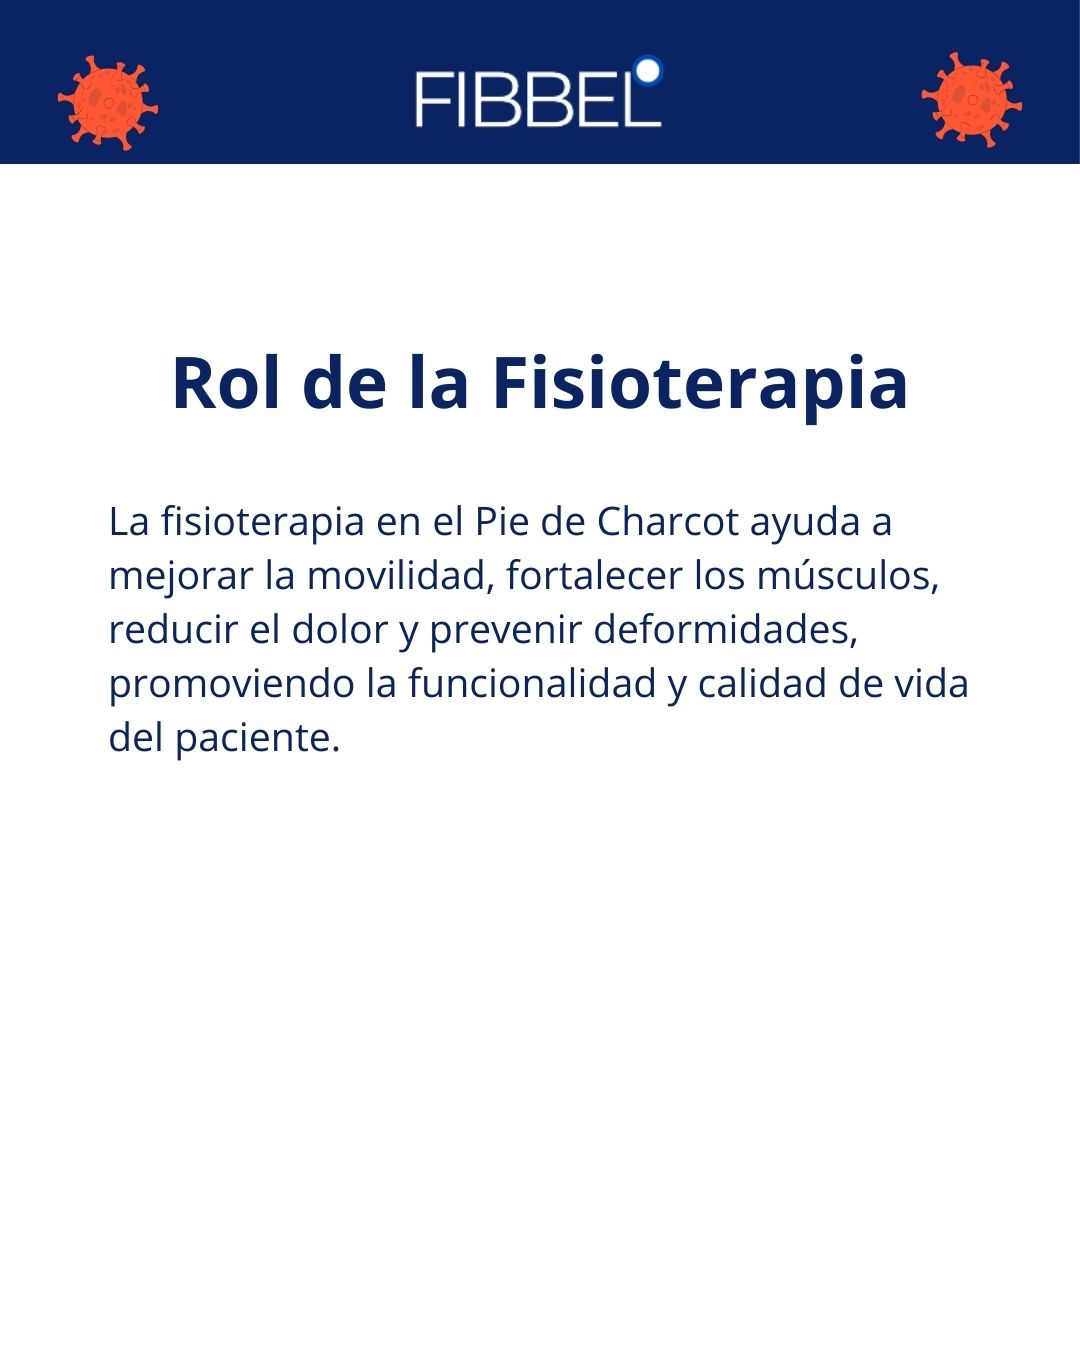 FIBBEL
Rol de la Fisioterapia
La fisioterapia en el Pie de Charcot ayuda a
mejorar la movilidad, fortalecer los músculos,
reducir el dolor y prevenir deformidades,
promoviendo la funcionalidad y calidad de vida
del paciente.